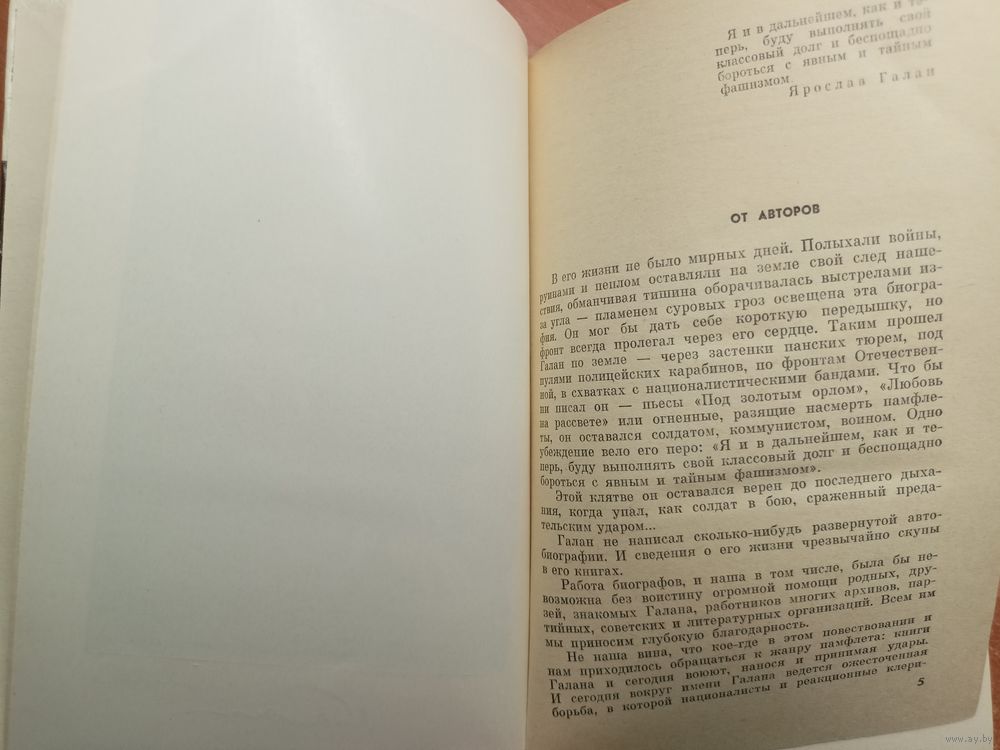 Я и в дальнейшем, как и те-
перь, буду выполнять свой
классовый долг и беспощадно
бороться с явным и тайным
фашизмом.
Ярослав Галан
ОТ АВТОРОВ
В его жизни не было мирных дней. Полыхали войны,
руинами и пеплом оставляли на земле свой след наше-
ствия, обманчивая тишина оборачивалась выстрелами из-
за угла — пламенем суровых гроз освещена эта биогра-
фия. Он мог бы дать себе короткую передышку, но
фронт всегда пролегал через его сердце. Таким прошел
Галан по земле — через застенки панских тюрем, под
пулями полицейских карабинов, по фронтам Отечествен-
ной, в схватках с националистическими бандами. Что бы
ни писал он — пьесы «Под золотым орлом», «Любовь
на рассвете» или огненные, разящие насмерть памфле-
ты, он оставался солдатом, коммунистом, воином. Одно
убеждение вело его перо: «Я и в дальнейшем, как и те-
перь, буду выполнять свой классовый долг и беспощадно
бороться с явным и тайным фашизмом».
Этой клятве он оставался верен до последнего дыха-
ния, когда упал, как солдат в бою, сраженный преда-
тельским ударом...
Галан не написал сколько-нибудь развернутой авто-
биографии. И сведения о его жизни чрезвычайно скупы
в его книгах.
Работа биографов, и наша в том числе, была бы не-
возможна без воистину огромной помощи родных, дру-
зей, знакомых Галана, работников многих архивов, пар-
тийных, советских и литературных организаций. Всем им
мы приносим глубокую благодарность.
Не наша вина, что кое-где в этом повествовании и
нам приходилось обращаться к жанру памфлета: книги
Галана и сегодня воюют, нанося и принимая удары.
И сегодня вокруг имени Галана ведется ожесточенная
борьба, в которой националисты и реакционные клери-
5
www.ay.by